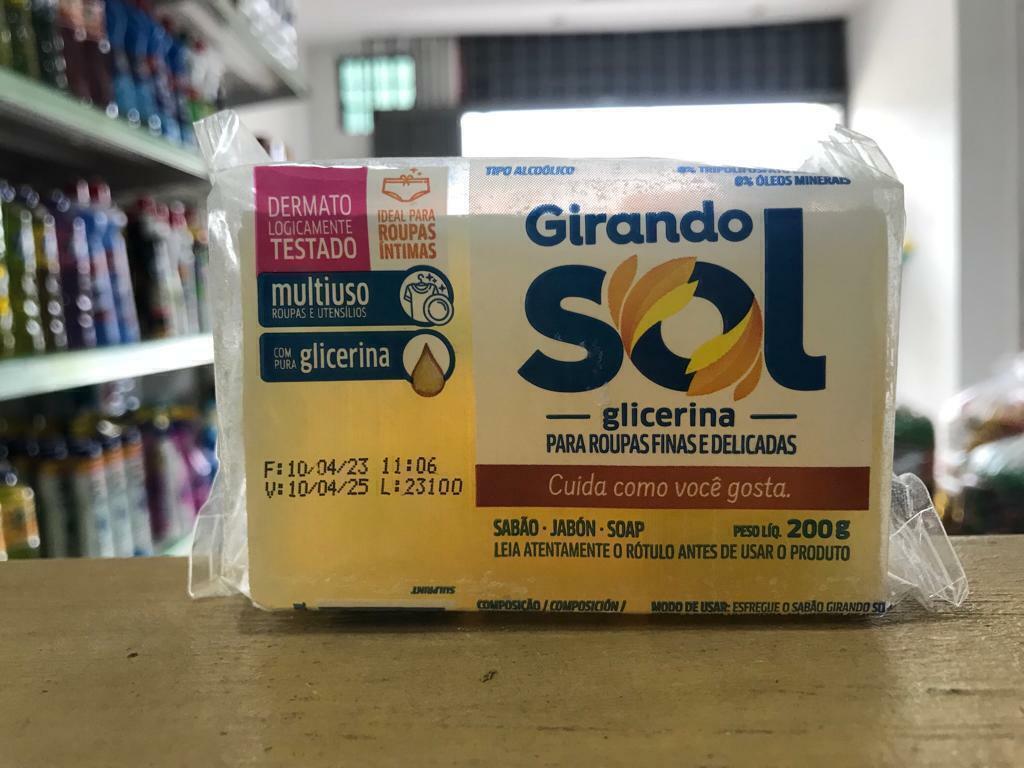 TIPO ALCOÓLICO
0% ÓLEOS MINERAIS
DERMATO
LOGICAMENTE
TESTADO
IDEAL PARA
ROUPAS
ÍNTIMAS
multiuso
ROUPAS E UTENSÍLIOS
COM
PURA glicerina
Girando
sol
glicerina
PARA ROUPAS FINAS E DELICADAS
Cuida como você gosta.
F:10/04/23 11:06
V:10/04/25 L:23100
SABÃO · JABÓN · SOAP
PESO LÍQ. 200g
LEIA ATENTAMENTE O RÓTULO ANTES DE USAR O PRODUTO
SULPRINT
COMPOSIÇÃO / COMPOSICIÓN /
MODO DE USAR: ESFREGUE O SABÃO GIRANDO SO